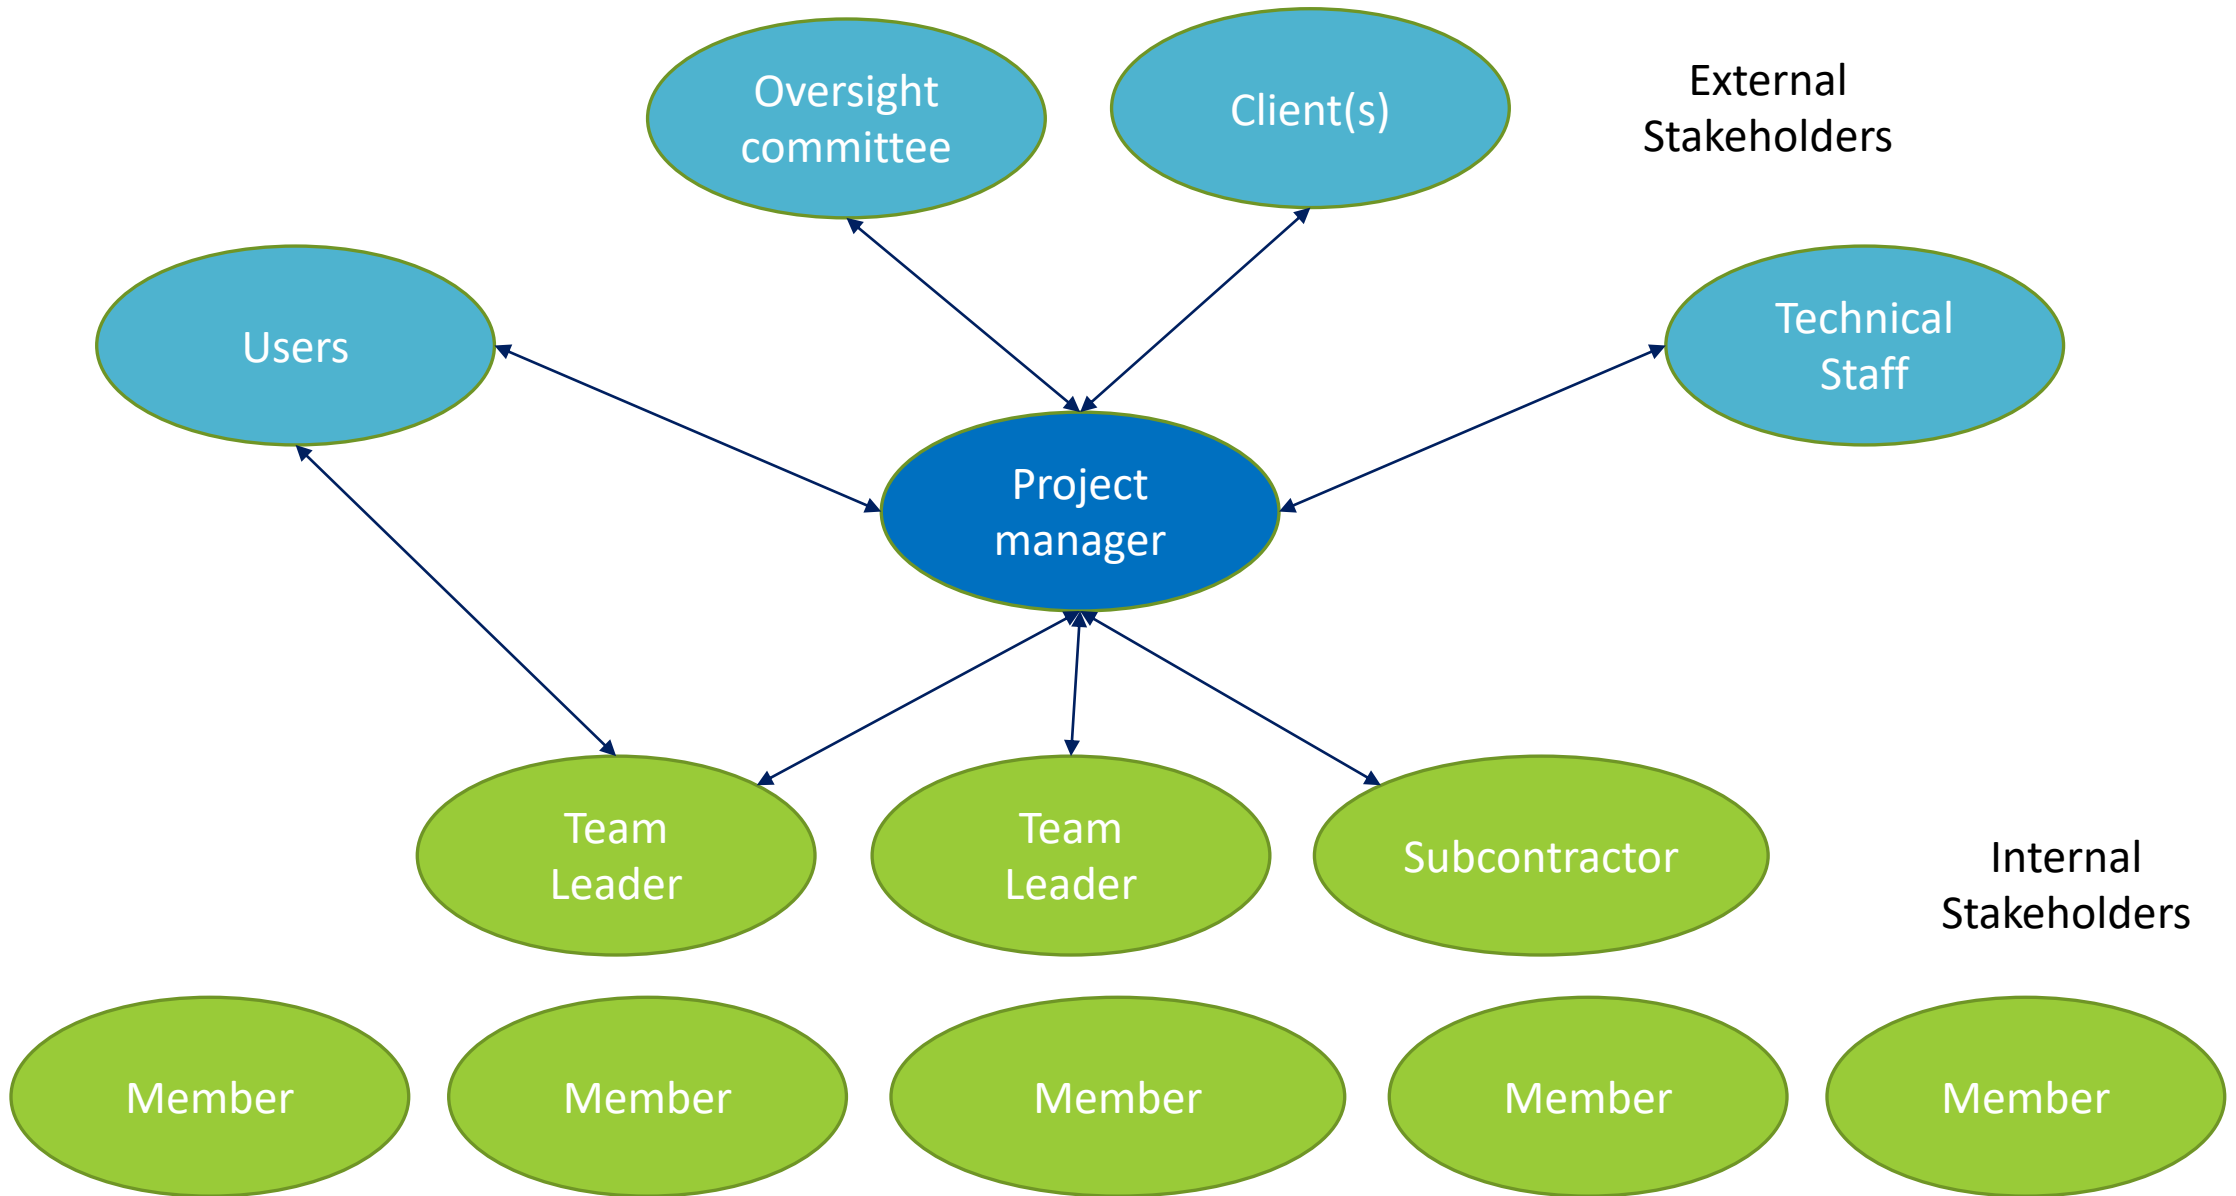 Oversight
committee
Client(s)
External
Stakeholders
Users
Technical
Staff
Project
manager
Team
Leader
Team
Leader
Subcontractor
Internal
Stakeholders
Member
Member
Member
Member
Member